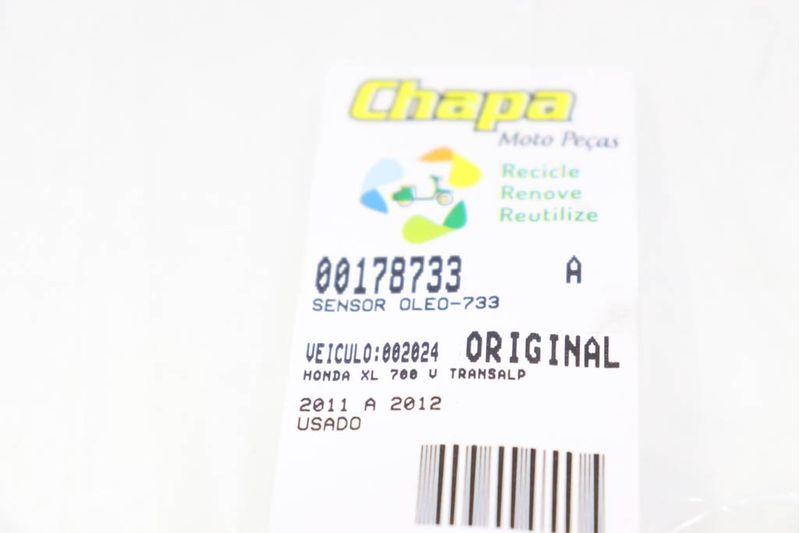 Chapa
Moto Peças
Recicle
Renove
Reutilize
00178733 A
SENSOR OLEO-733
VEICULO:002024 ORIGINAL
HONDA XL 700 V TRANSALP
2011 A 2012
USADO